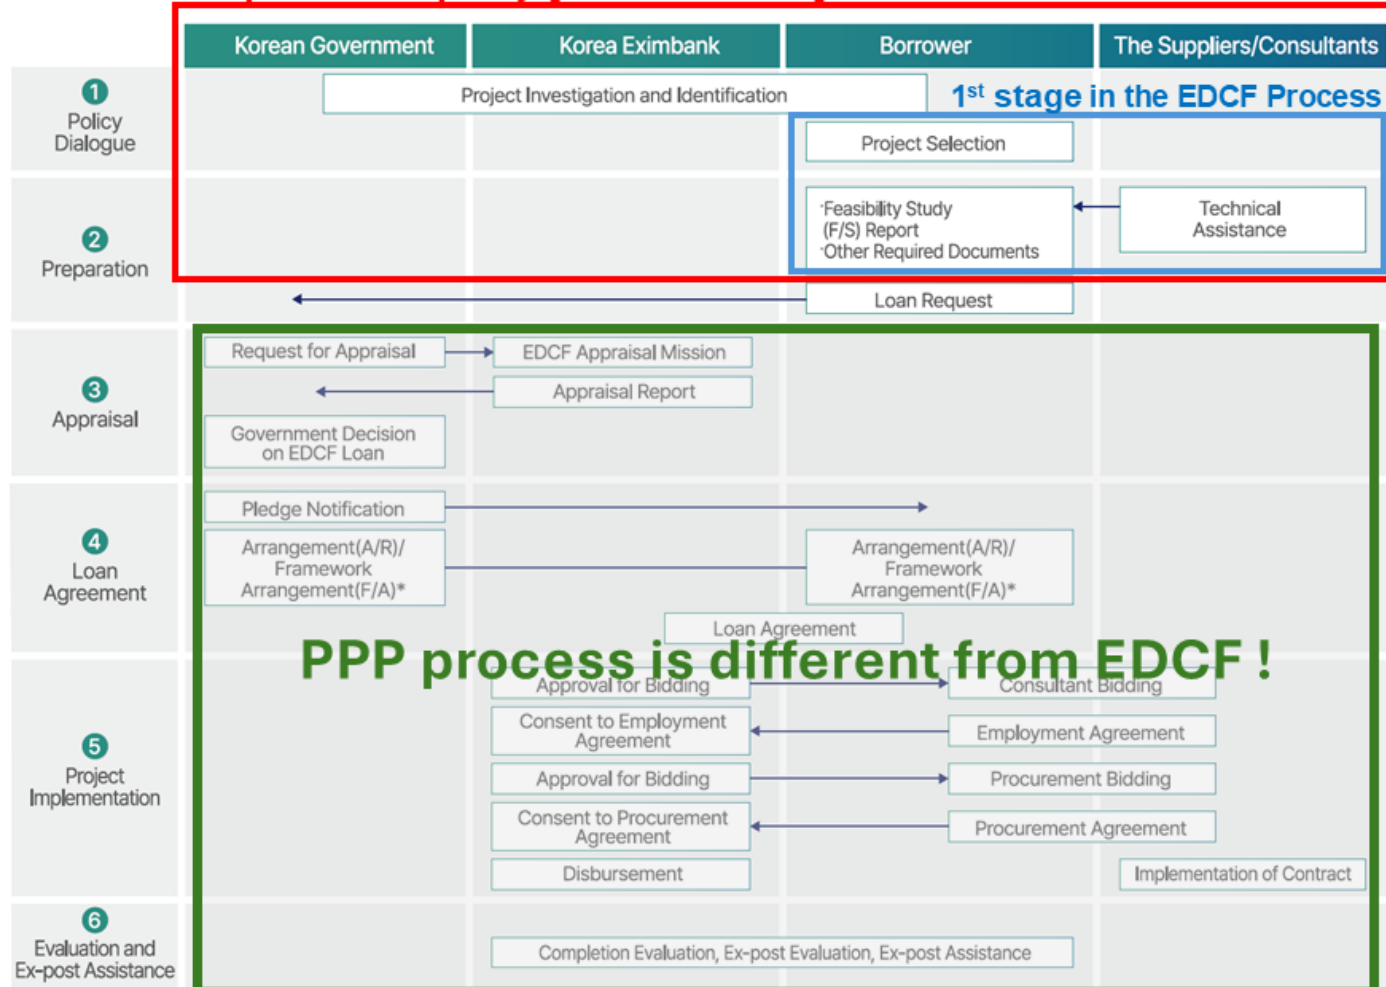 Korean Government
Korea Eximbank
Borrower
The Suppliers/Consultants
1
Policy
Dialogue
Project Investigation and Identification
1st stage in the EDCF Process
Project Selection
2
Preparation
·Feasibility Study
(F/S) Report
·Other Required Documents
Technical
Assistance
Loan Request
3
Appraisal
Request for Appraisal
EDCF Appraisal Mission
Appraisal Report
Government Decision
on EDCF Loan
4
Loan
Agreement
Pledge Notification
Arrangement(A/R)/
Framework
Arrangement(F/A)*
Arrangement(A/R)/
Framework
Arrangement(F/A)*
Loan Agreement
PPP process is different from EDCF !
5
Project
Implementation
Approval for Bidding
Consultant Bidding
Consent to Employment
Agreement
Employment Agreement
Approval for Bidding
Procurement Bidding
Consent to Procurement
Agreement
Procurement Agreement
Disbursement
Implementation of Contract
6
Evaluation and
Ex-post Assistance
Completion Evaluation, Ex-post Evaluation, Ex-post Assistance